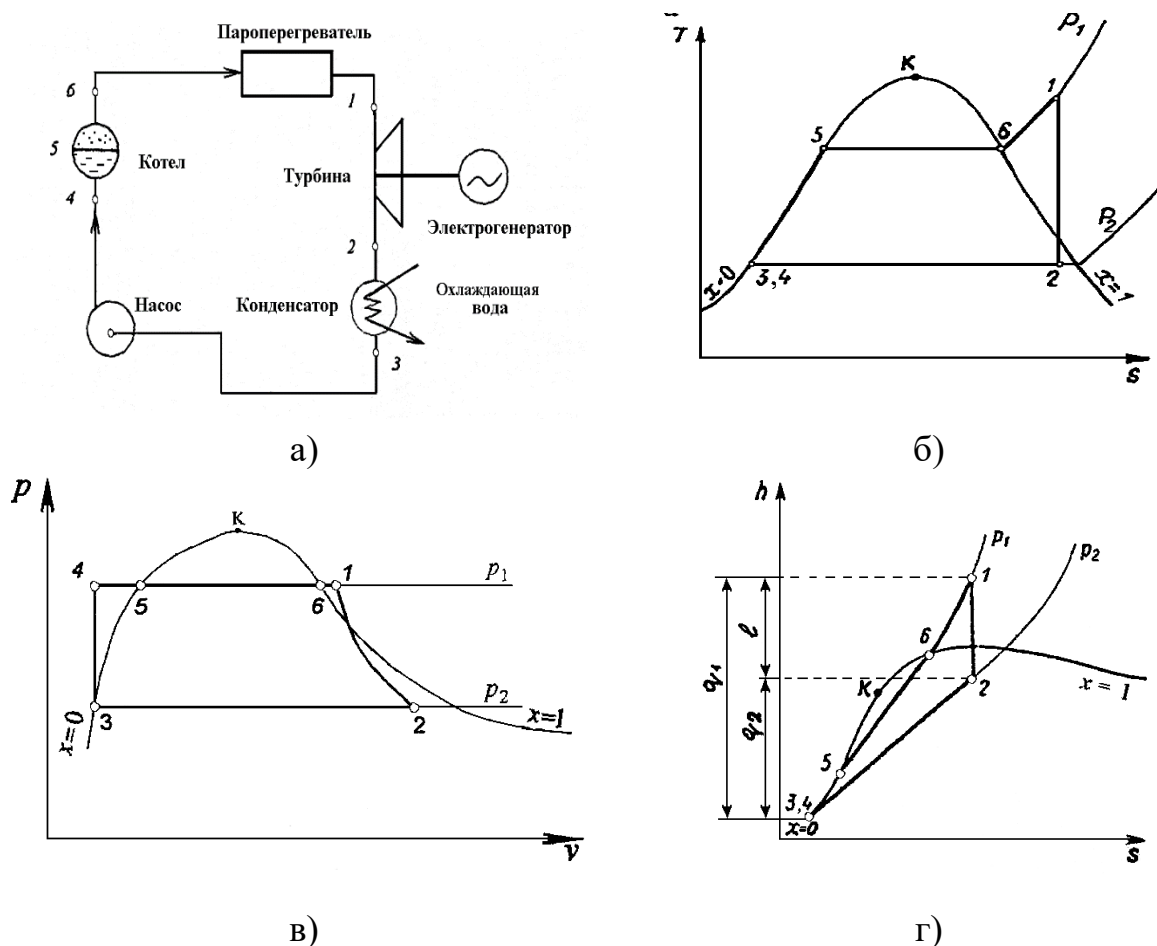 Пароперегреватель
6
1
5
Котел
Турбина
4
Электрогенератор
2
Насос
Конденсатор
Охлаждающая
вода
3
а)
T
P₁
К
1
5
6
P₂
x=0
3,4
2
x=1
s
б)
p
К
4
1
p₁
5
6
p₂
x=0
3
2
x=1
v
в)
h
p₁
p₂
1
ℓ
6
q₁
К
2
x=1
q₂
5
3,4
x=0
s
г)